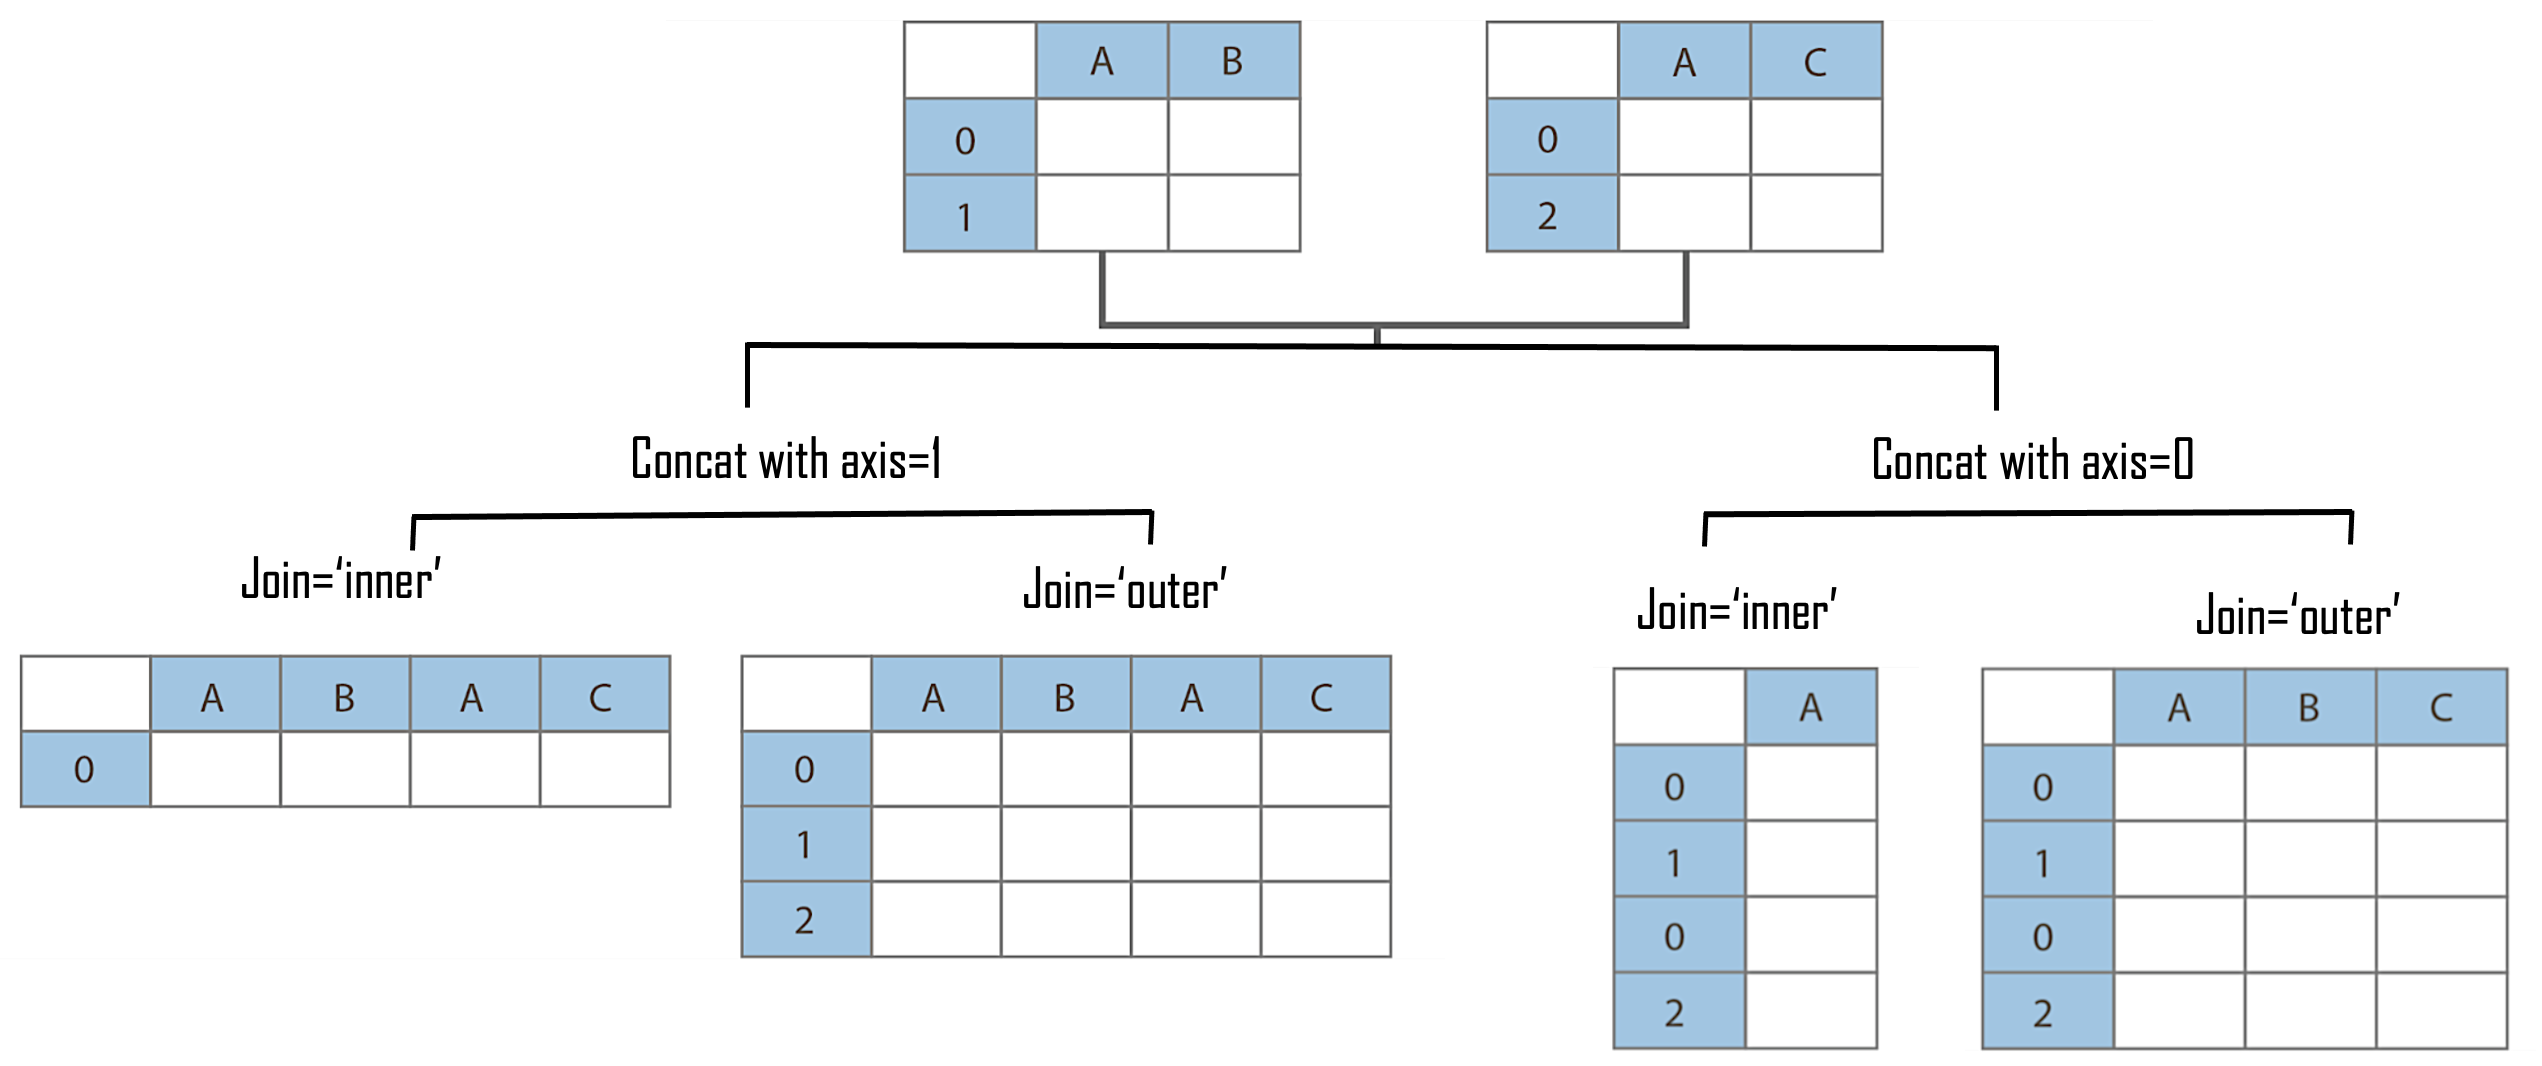 A B
0
1
A C
0
2
Concat with axis=1
Concat with axis=0
Join=‘inner’
Join=‘outer’
Join=‘inner’
Join=‘outer’
A B A C
0
A B A C
0
1
2
A
0
1
0
2
A B C
0
1
0
2